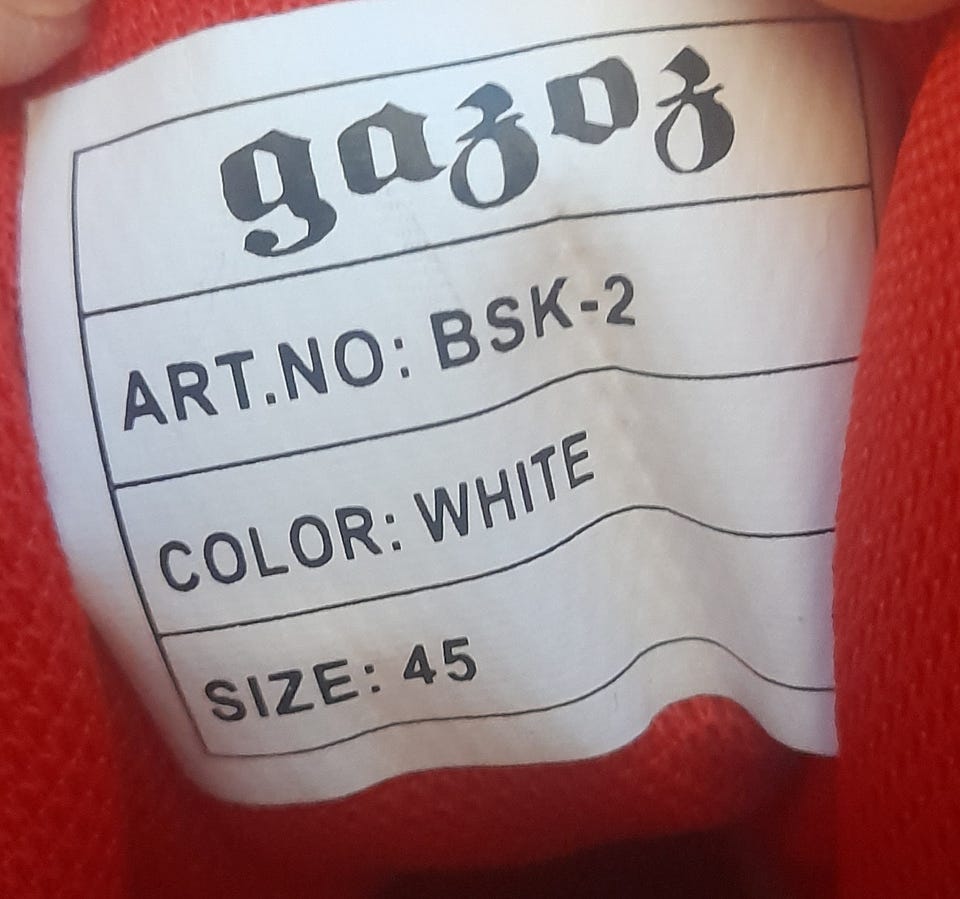 gazoz
ART.NO: BSK-2
COLOR: WHITE
SIZE: 45